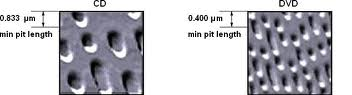 CD
0.833 µm
min pit length
DVD
0.400 µm
min pit length